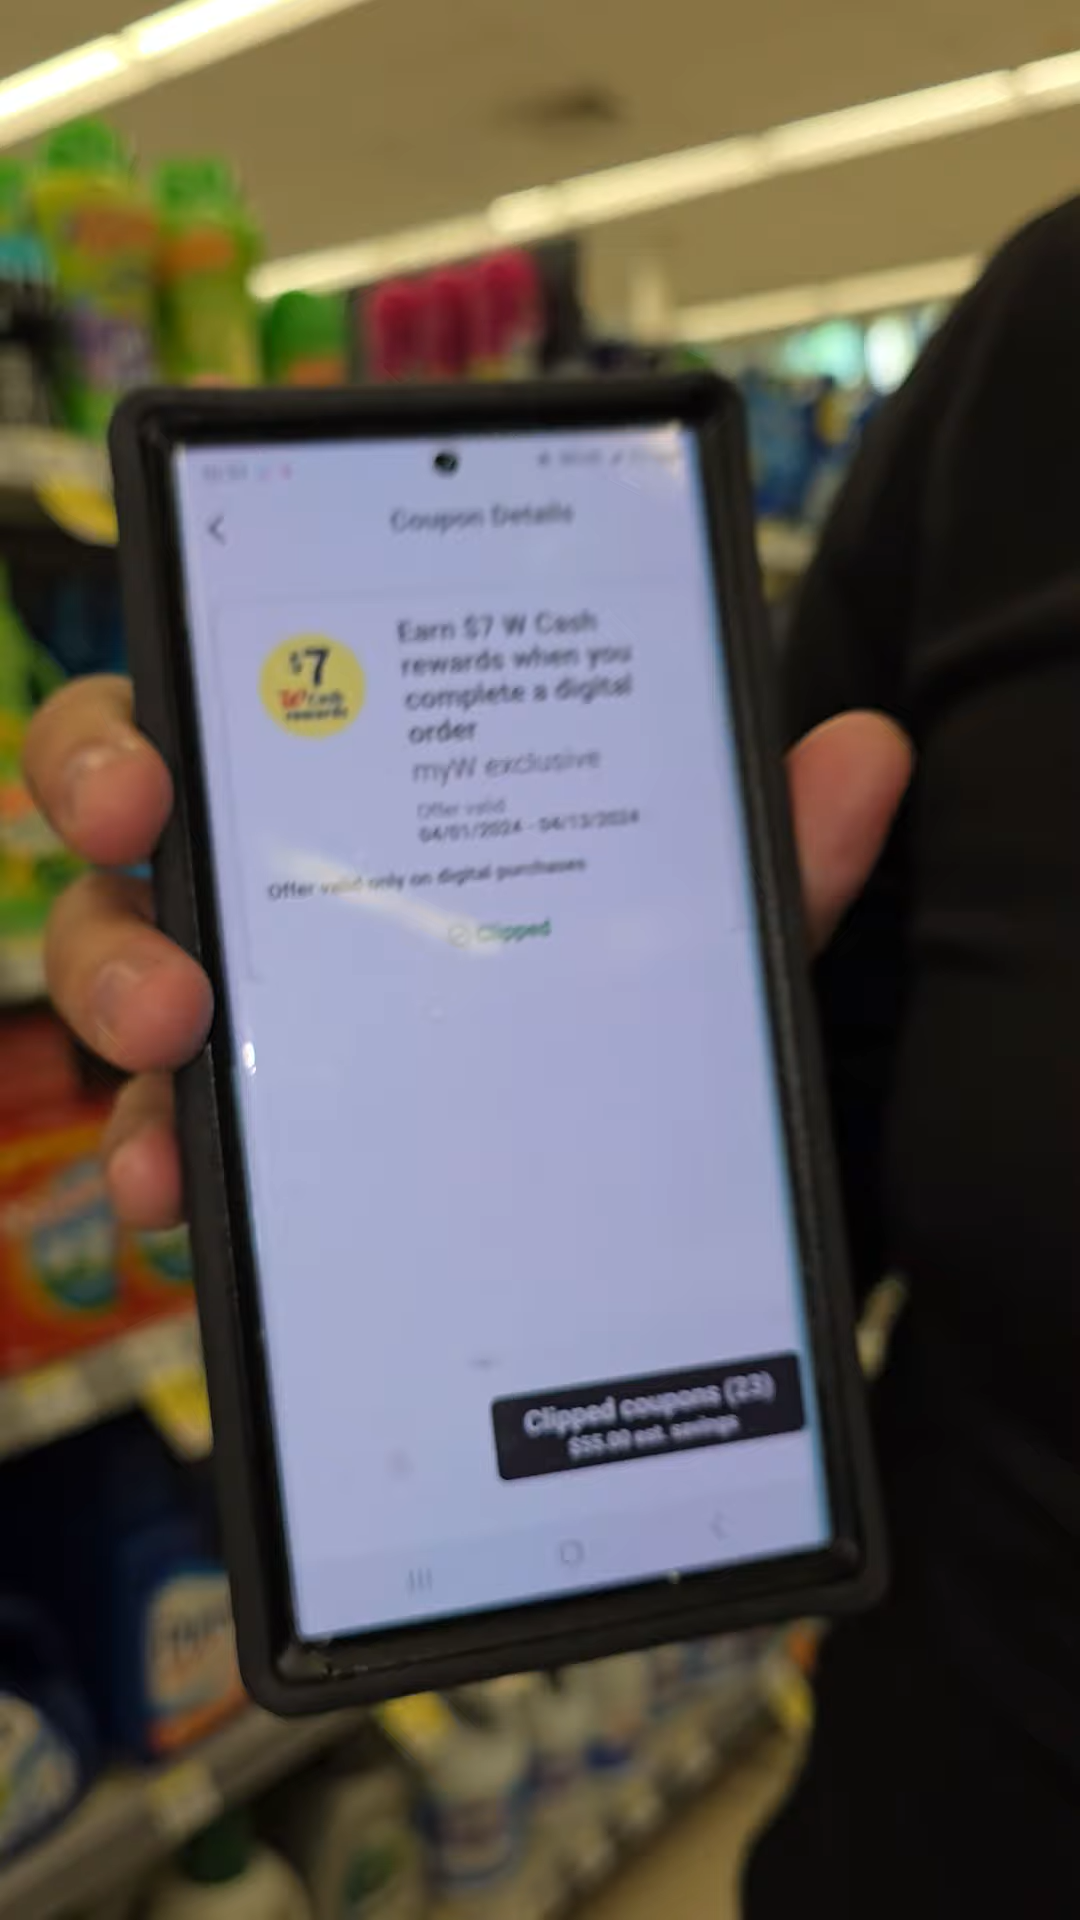 Coupon Details
$7
W Cash
rewards
Earn $7 W Cash
rewards when you
complete a digital
order
myW exclusive
Offer valid
04/01/2024 - 04/13/2024
Offer valid only on digital purchases
Clipped
Clipped coupons (23)
$55.00 est. savings